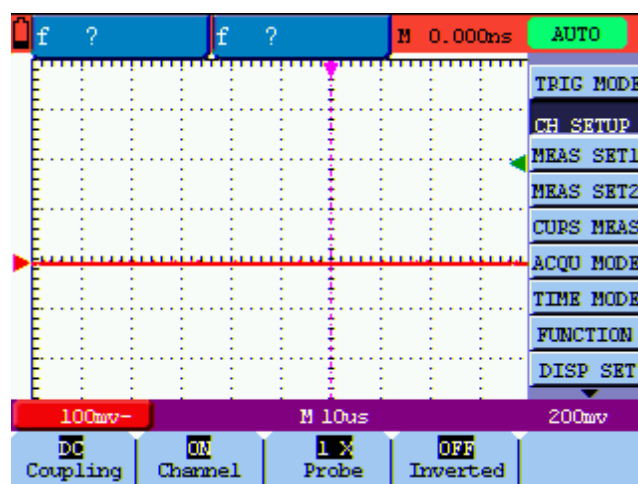 f ?
f ?
M 0.000ns
AUTO
TRIG MODE
CH SETUP
MEAS SET1
MEAS SET2
CURS MEAS
ACQU MODE
TIME MODE
FUNCTION
DISP SET
100mv-
M 10us
200mv
DC
Coupling
ON
Channel
1 X
Probe
OFF
Inverted